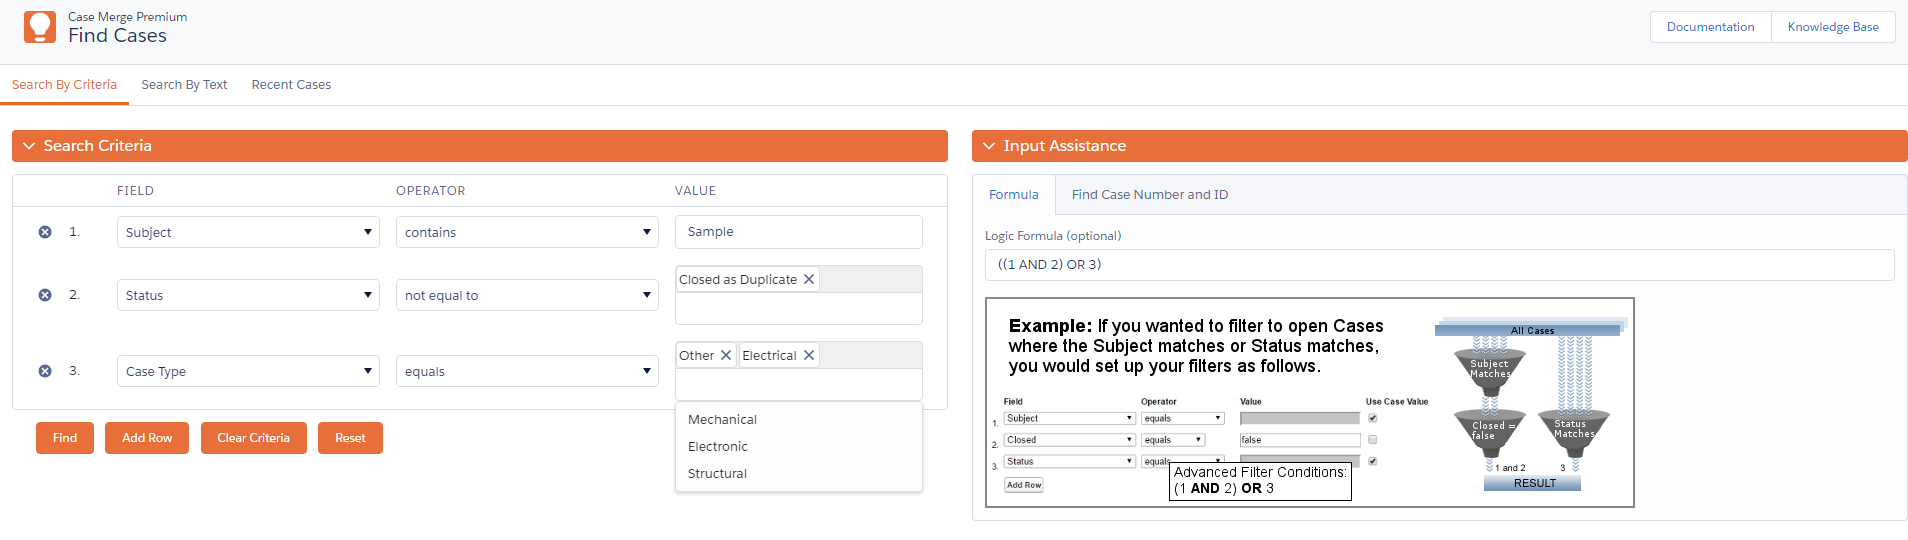 Case Merge Premium
Find Cases
Documentation
Knowledge Base
Search By Criteria
Search By Text
Recent Cases
Search Criteria
FIELD OPERATOR VALUE
1. Subject contains Sample
2. Status not equal to Closed as Duplicate
3. Case Type equals Other Electrical
Mechanical
Electronic
Structural
Find
Add Row
Clear Criteria
Reset
Input Assistance
Formula
Find Case Number and ID
Logic Formula (optional)
((1 AND 2) OR 3)
Example: If you wanted to filter to open Cases
where the Subject matches or Status matches,
you would set up your filters as follows.
Field Operator Value Use Case Value
1. Subject equals
2. Closed equals false
3. Status equals
Add Row
Advanced Filter Conditions:
(1 AND 2) OR 3
All Cases
Subject
Matches
Closed =
false
Status
Matches
1 and 2
3
RESULT